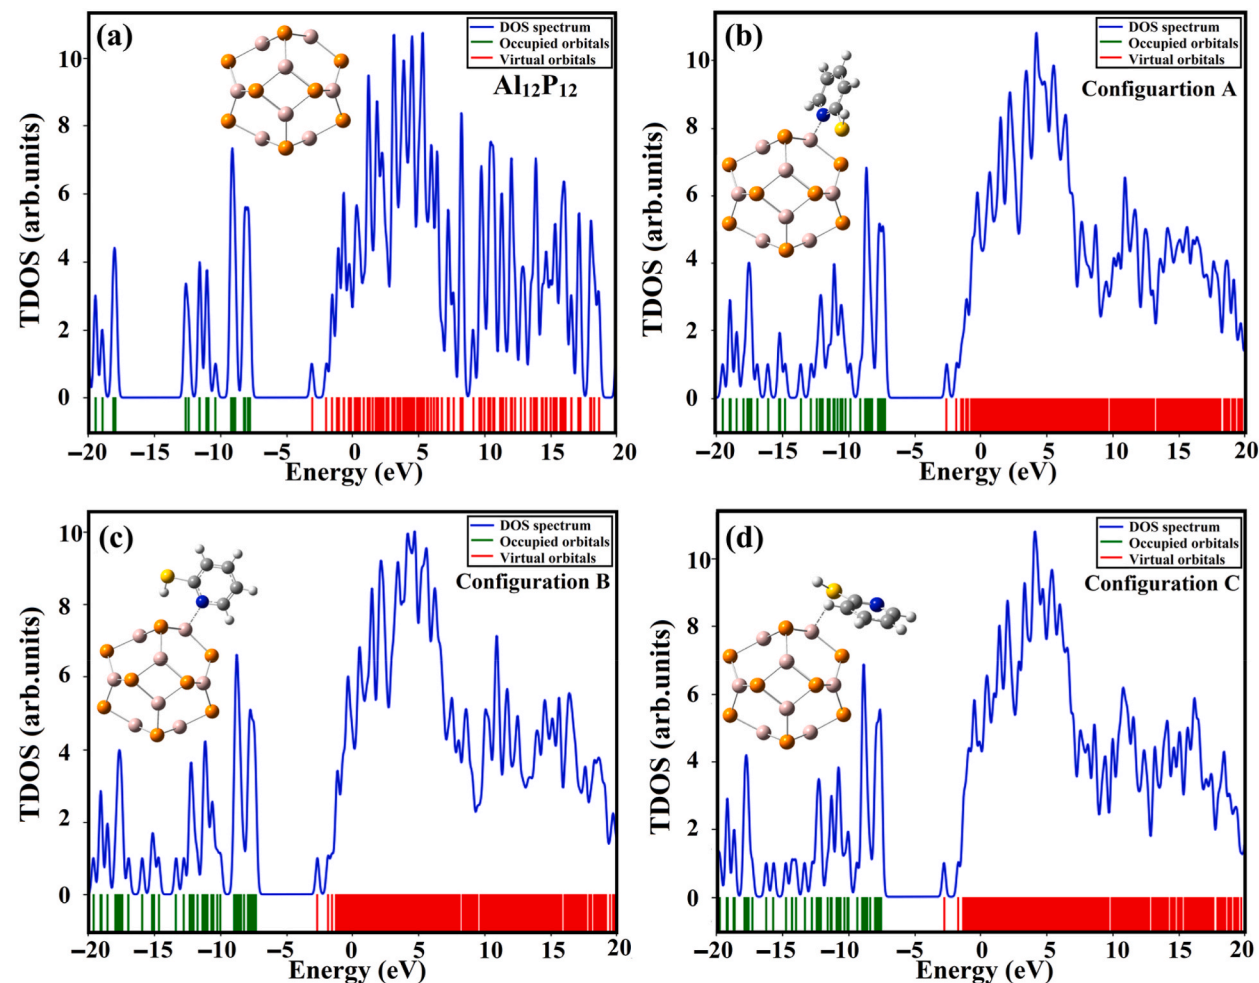 (a)
DOS spectrum
Occupied orbitals
Virtual orbitals
Al₁₂P₁₂
TDOS (arb.units)
10
8
6
4
2
0
−20 −15 −10 −5 0 5 10 15 20
Energy (eV)
(b)
DOS spectrum
Occupied orbitals
Virtual orbitals
Configuartion A
TDOS (arb.units)
10
8
6
4
2
0
−20 −15 −10 −5 0 5 10 15 20
Energy (eV)
(c)
DOS spectrum
Occupied orbitals
Virtual orbitals
Configuration B
TDOS (arb.units)
10
8
6
4
2
0
−20 −15 −10 −5 0 5 10 15 20
Energy (eV)
(d)
DOS spectrum
Occupied orbitals
Virtual orbitals
Configuration C
TDOS (arb.units)
10
8
6
4
2
0
−20 −15 −10 −5 0 5 10 15 20
Energy (eV)